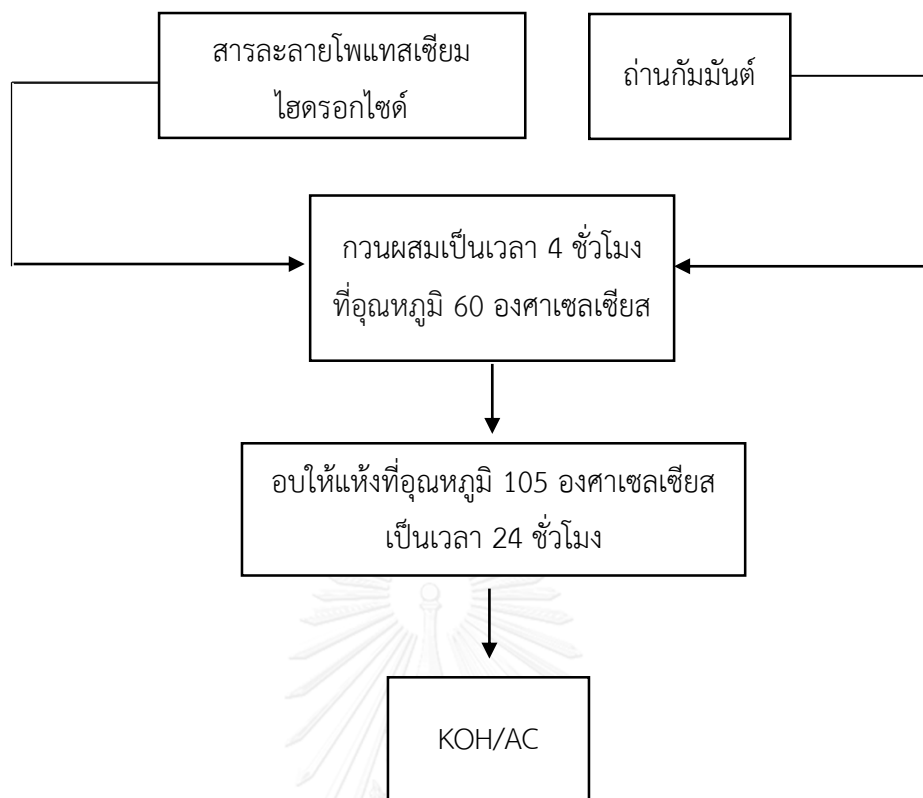 สารละลายโพแทสเซียม
ไฮดรอกไซด์
ถ่านกัมมันต์
กวนผสมเป็นเวลา 4 ชั่วโมง
ที่อุณหภูมิ 60 องศาเซลเซียส
อบให้แห้งที่อุณหภูมิ 105 องศาเซลเซียส
เป็นเวลา 24 ชั่วโมง
KOH/AC